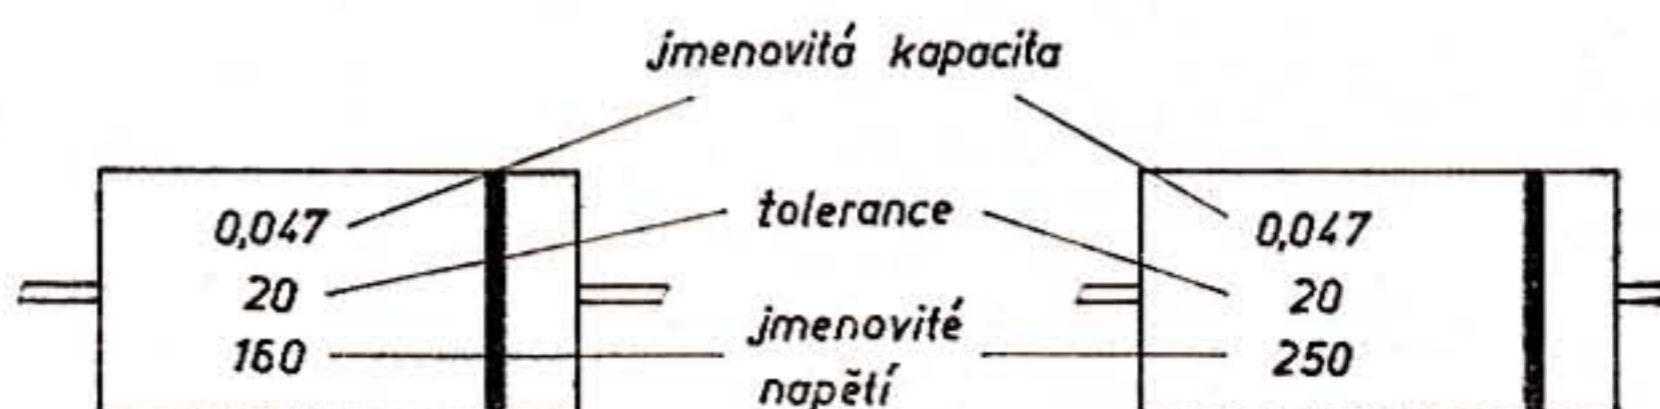 jmenovitá kapacita
0,047
20
160
tolerance
jmenovité
napětí
0,047
20
250